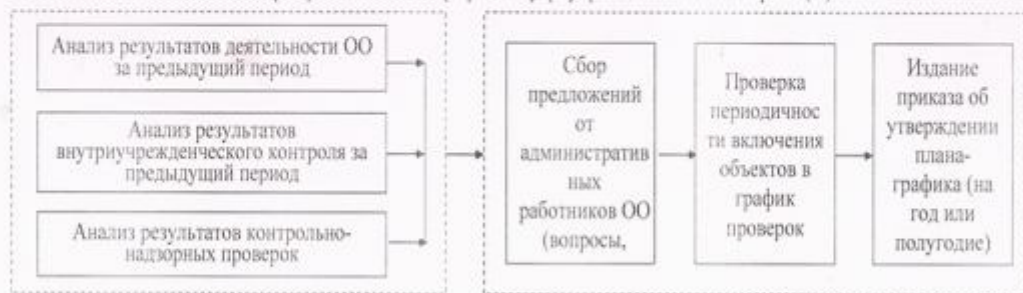 Анализ результатов деятельности ОО
за предыдущий период
Анализ результатов
внутриучрежденческого контроля за
предыдущий период
Анализ результатов контрольно-
надзорных проверок
Сбор
предложений
от
административ
ных
работников ОО
(вопросы,
Проверка
периодичнос
ти включения
объектов в
график
проверок
Издание
приказа об
утверждении
плана-
графика (на
год или
полугодие)